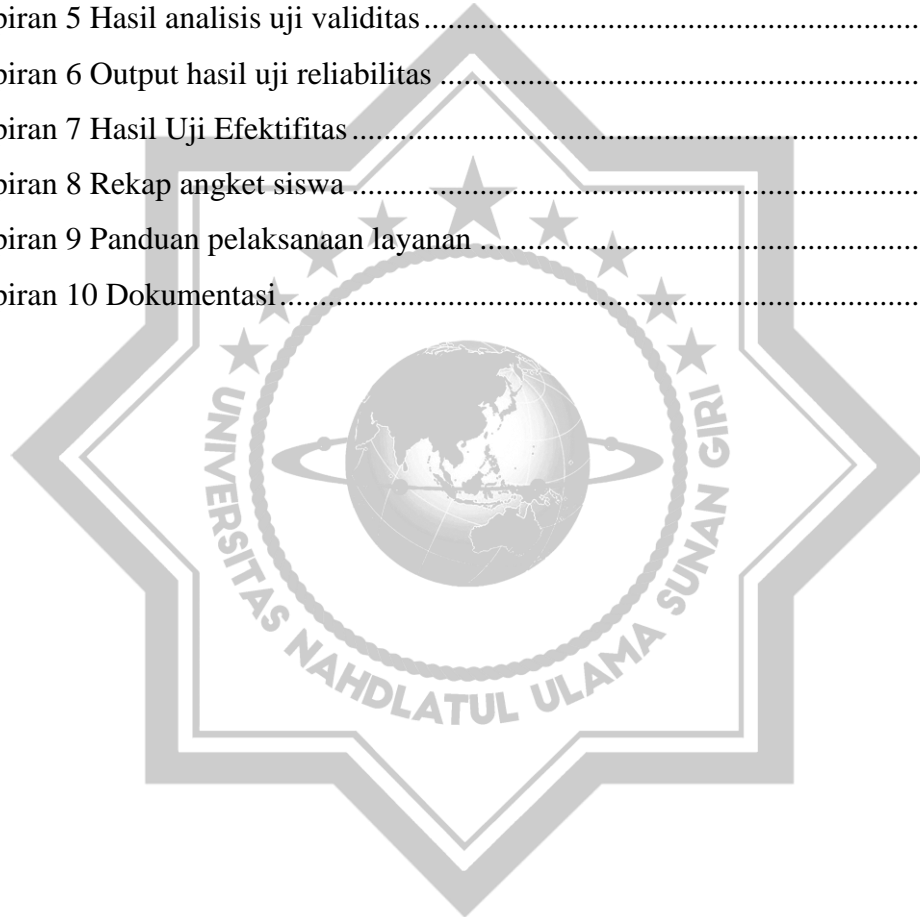 piran 5 Hasil analisis uji validitas
piran 6 Output hasil uji reliabilitas
piran 7 Hasil Uji Efektifitas
piran 8 Rekap angket siswa
piran 9 Panduan pelaksanaan layanan
piran 10 Dokumentasi
UNIVERSITAS NAHDLATUL ULAMA SUNAN GIRI